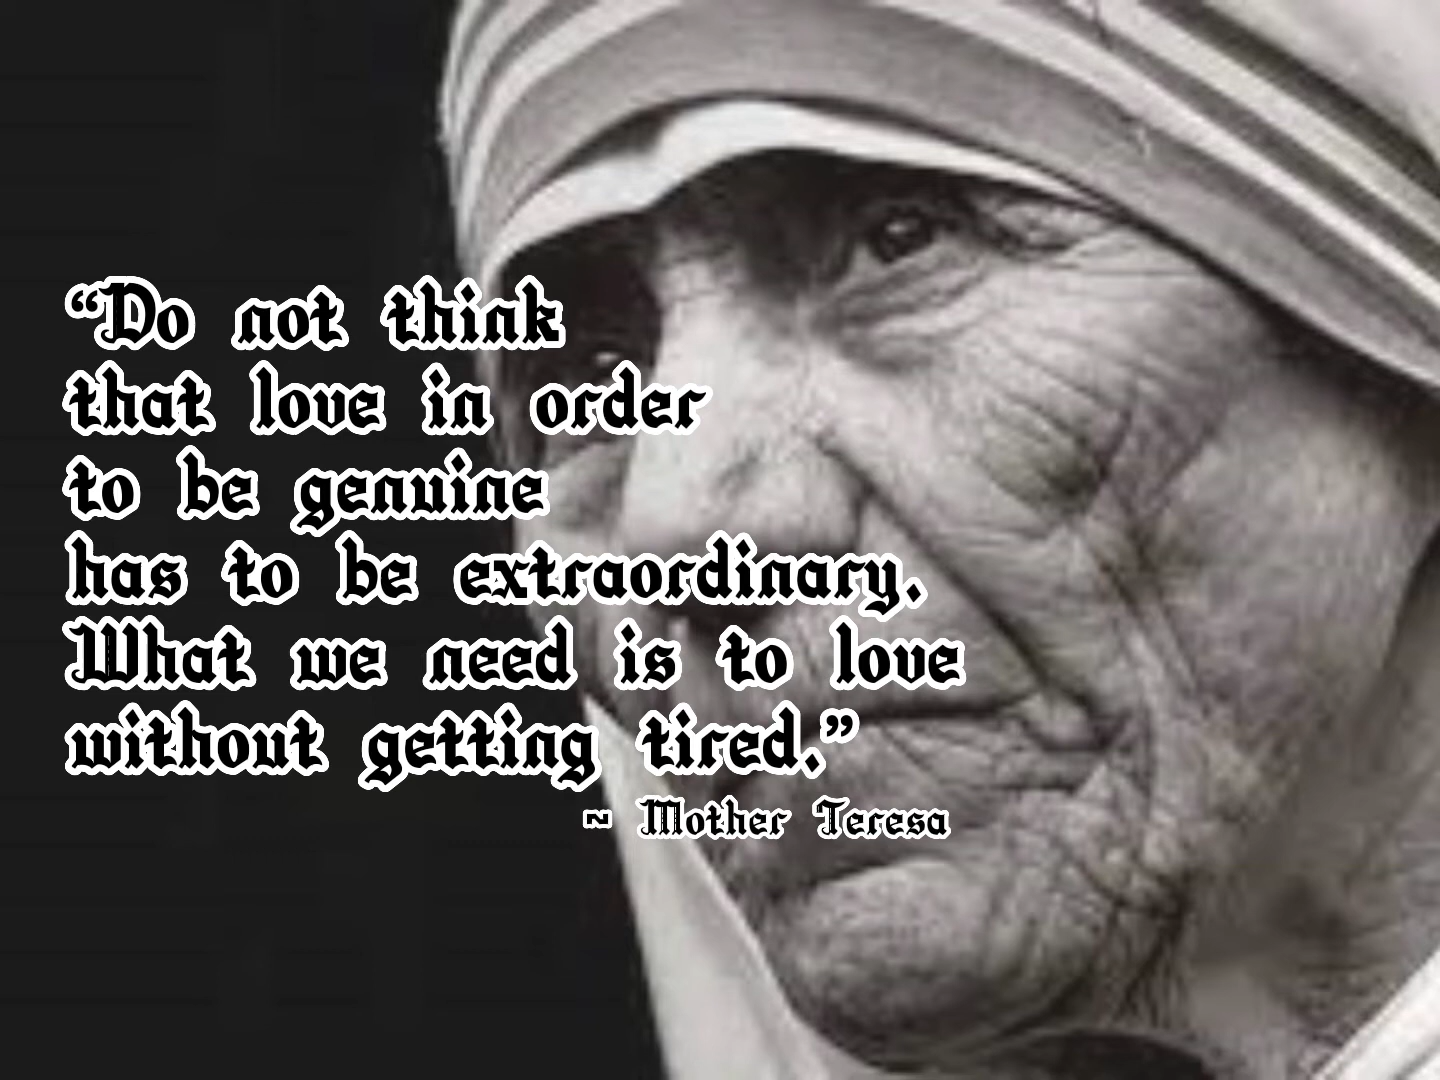 “Do not think
that love in order
to be genuine
has to be extraordinary.
What we need is to love
without getting tired.”
~ Mother Teresa